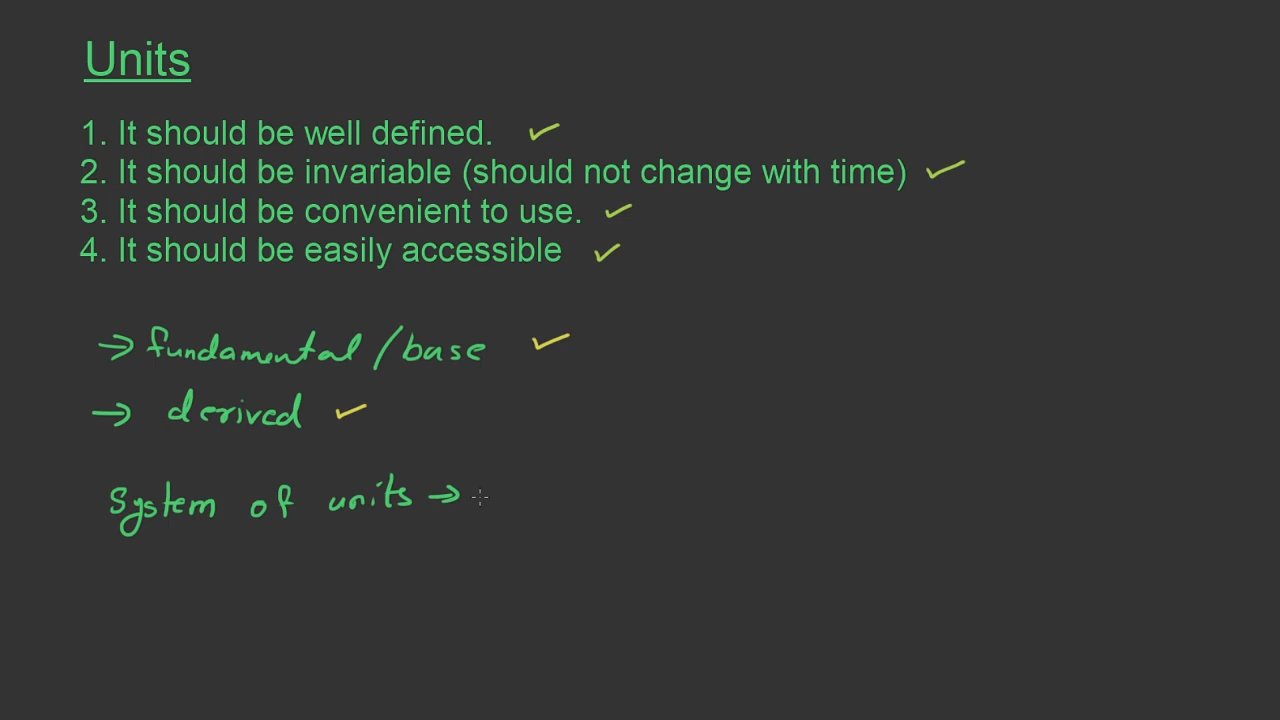 Units
1. It should be well defined. ✓
2. It should be invariable (should not change with time) ✓
3. It should be convenient to use. ✓
4. It should be easily accessible ✓
→ fundamental/base ✓
→ derived ✓
System of units →